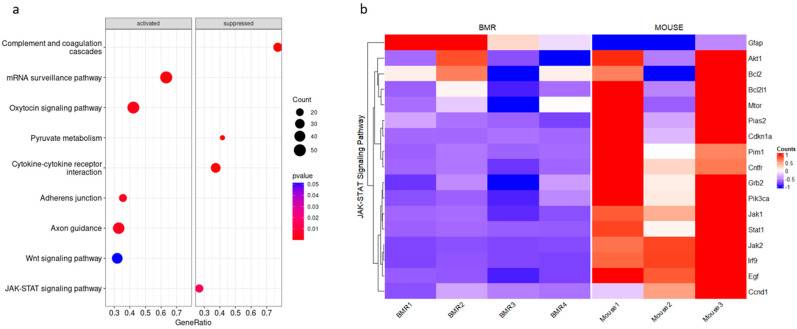 a
activated
suppressed
Complement and coagulation
cascades
mRNA surveillance pathway
Oxytocin signaling pathway
Pyruvate metabolism
Cytokine-cytokine receptor
interaction
Adherens junction
Axon guidance
Wnt signaling pathway
JAK-STAT signaling pathway
0.3 0.4 0.5 0.6 0.7 0.3 0.4 0.5 0.6 0.7
GeneRatio
Count
20
30
40
50
pvalue
0.05
0.04
0.03
0.02
0.01
b
BMR
MOUSE
JAK-STAT Signaling Pathway
Gfap
Akt1
Bcl2
Bcl2l1
Mtor
Pias2
Cdkn1a
Pim1
Cntfr
Grb2
Pik3ca
Jak1
Stat1
Jak2
Irf9
Egf
Ccnd1
BMR1
BMR2
BMR3
BMR4
Mouse1
Mouse2
Mouse3
Counts
1
0.5
0
-0.5
-1